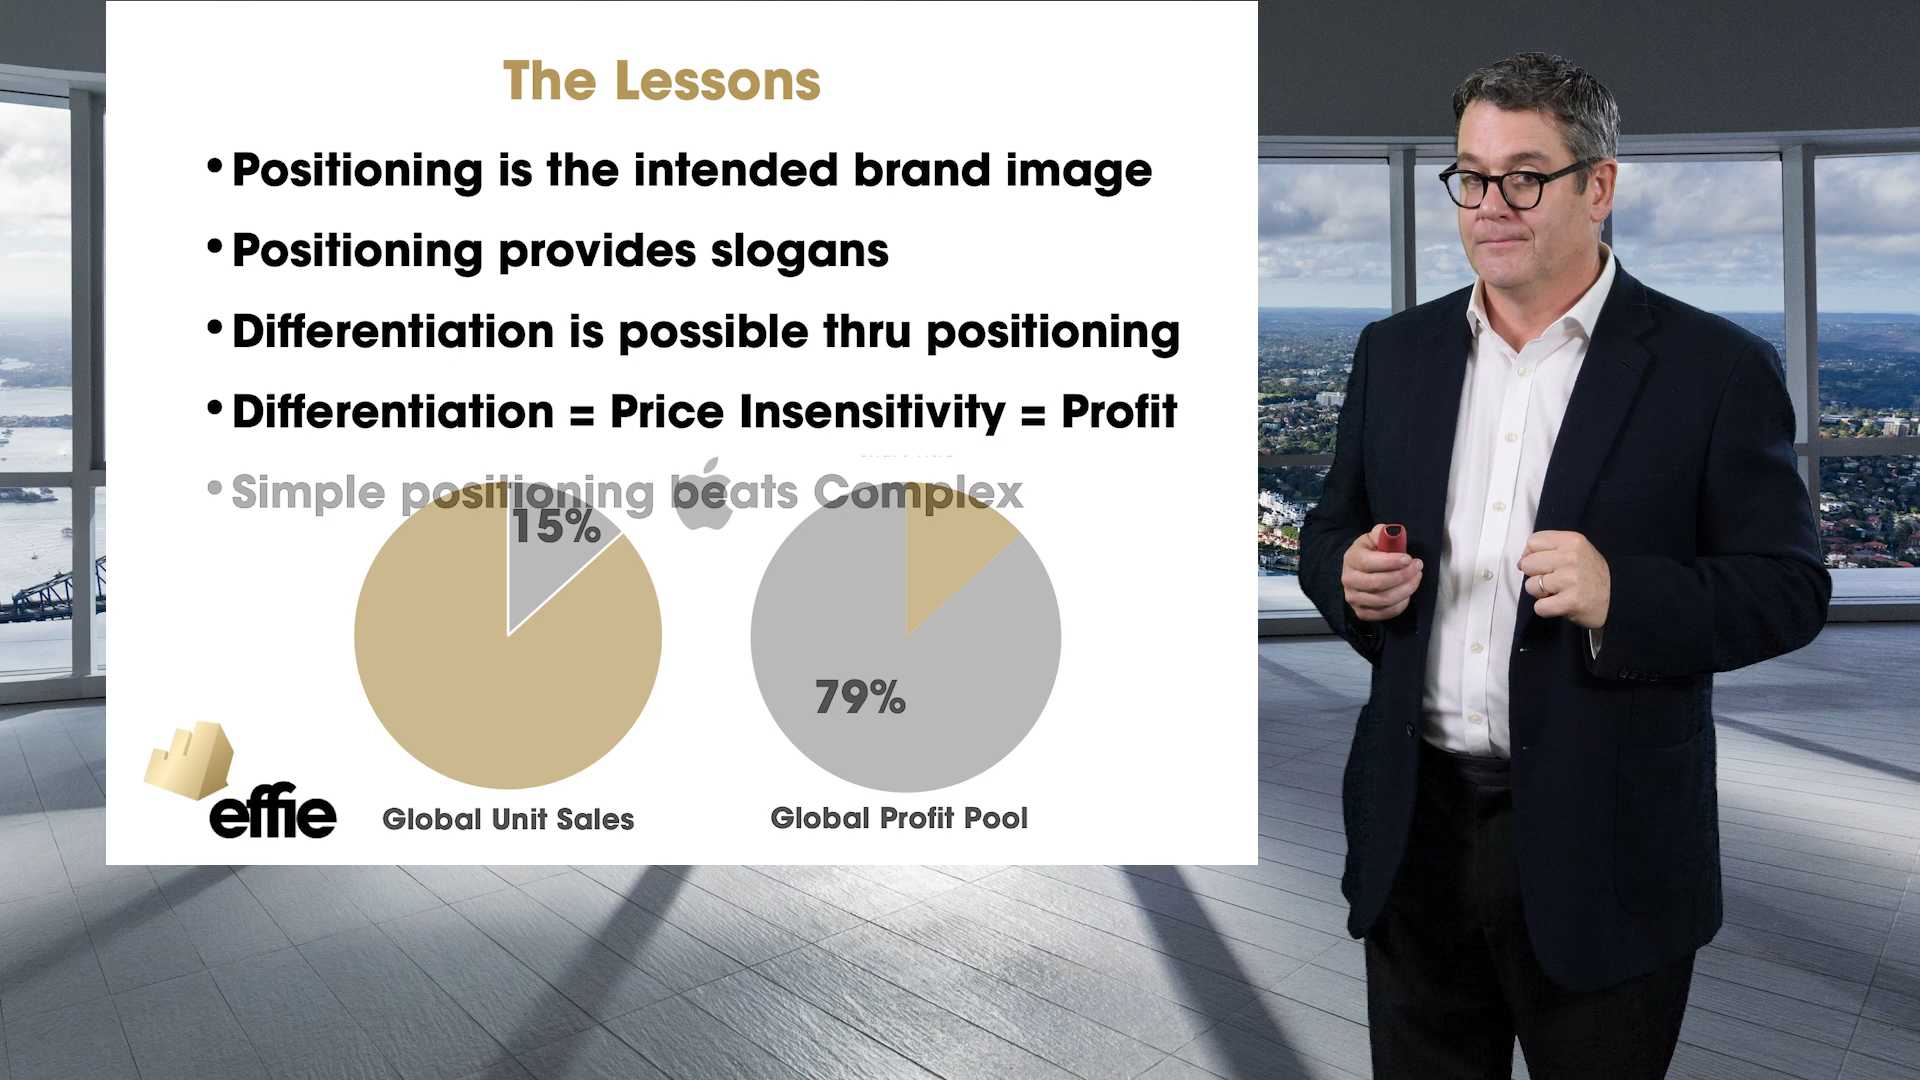 The Lessons
• Positioning is the intended brand image
• Positioning provides slogans
• Differentiation is possible thru positioning
• Differentiation = Price Insensitivity = Profit
• Simple positioning beats Complex
15%
79%
Global Unit Sales
Global Profit Pool
effie